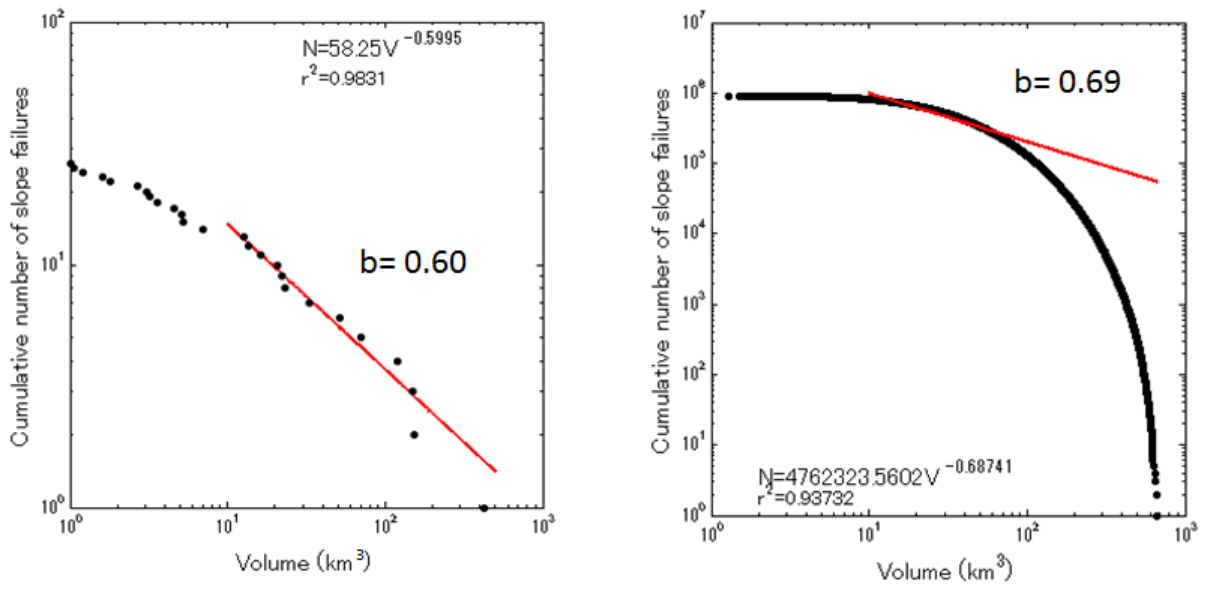 10²
N=58.25V⁻⁰·⁵⁹⁹⁵
r²=0.9831
b= 0.60
10¹
10⁰
10⁰ 10¹ 10² 10³
Cumulative number of slope failures
Volume (km³)
10⁷
10⁶
b= 0.69
10⁵
10⁴
10³
10²
10¹
N=4762323.5602V⁻⁰·⁶⁸⁷⁴¹
r²=0.93732
10⁰
10⁰ 10¹ 10² 10³
Cumulative number of slope failures
Volume (km³)